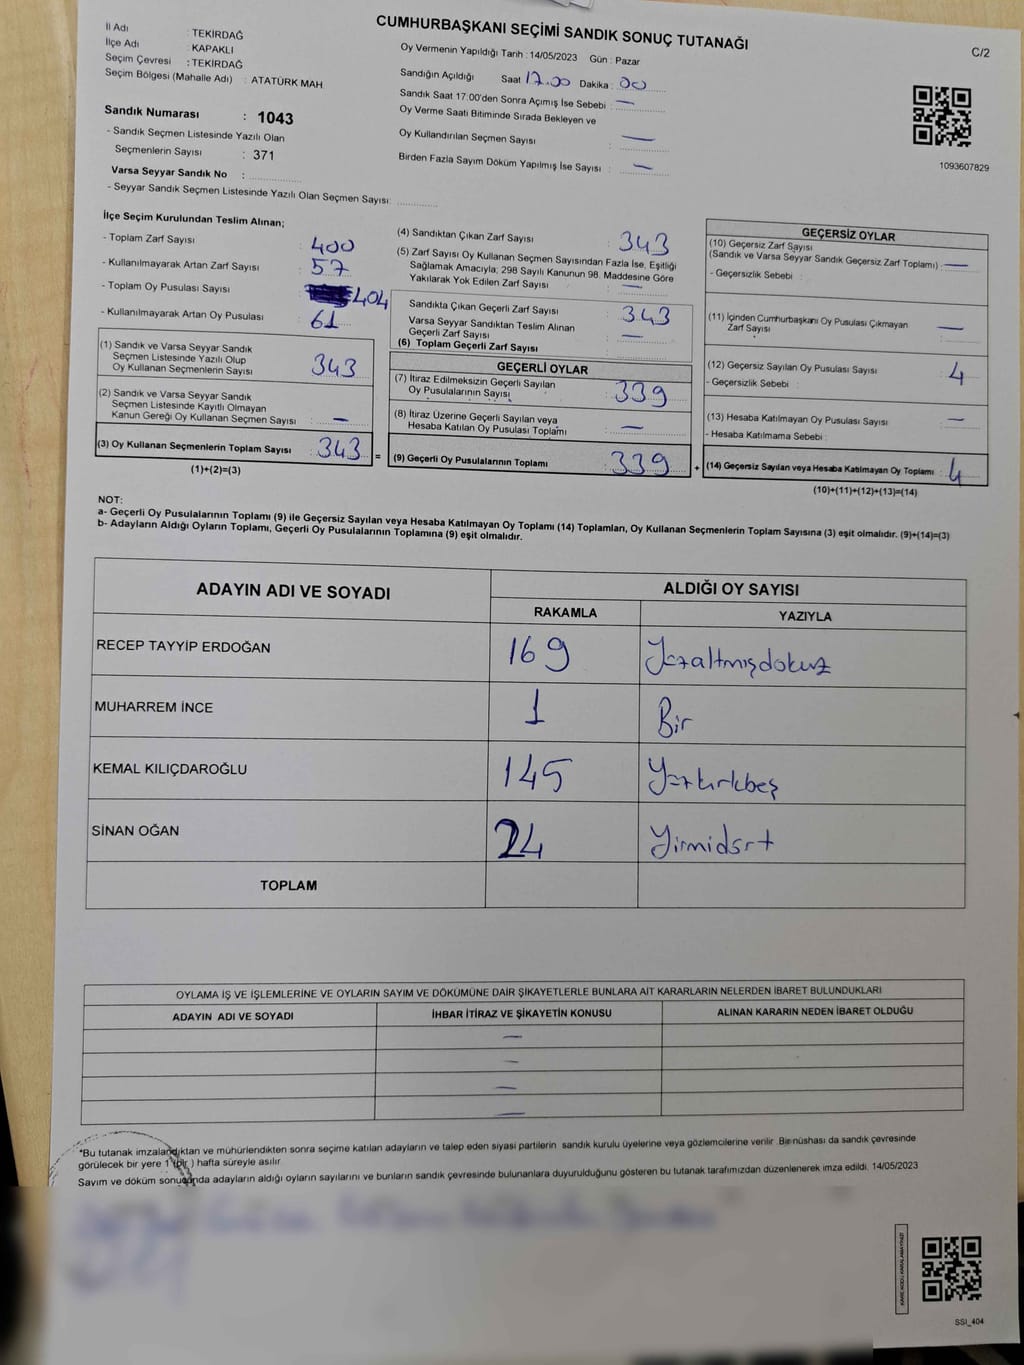 CUMHURBAŞKANI SEÇİMİ SANDIK SONUÇ TUTANAĞI
C/2
İl Adı : TEKİRDAĞ
İlçe Adı : KAPAKLI
Seçim Çevresi : TEKİRDAĞ
Seçim Bölgesi (Mahalle Adı) : ATATÜRK MAH
Oy Vermenin Yapıldığı Tarih : 14/05/2023 Gün : Pazar
Sandığın Açıldığı Saat 17.00 Dakika : 00
Sandık Saat 17:00'den Sonra Açımış İse Sebebi : —
Oy Verme Saati Bitiminde Sırada Bekleyen ve
Oy Kullandırılan Seçmen Sayısı : —
Birden Fazla Sayım Döküm Yapılmış İse Sayısı : —
1093607829
Sandık Numarası : 1043
- Sandık Seçmen Listesinde Yazılı Olan
Seçmenlerin Sayısı : 371
Varsa Seyyar Sandık No :
- Seyyar Sandık Seçmen Listesinde Yazılı Olan Seçmen Sayısı:
İlçe Seçim Kurulundan Teslim Alınan;
- Toplam Zarf Sayısı : 400
- Kullanılmayarak Artan Zarf Sayısı : 57
- Toplam Oy Pusulası Sayısı : 404
- Kullanılmayarak Artan Oy Pusulası : 61
(1) Sandık ve Varsa Seyyar Sandık
Seçmen Listesinde Yazılı Olup
Oy Kullanan Seçmenlerin Sayısı : 343
(2) Sandık ve Varsa Seyyar Sandık
Seçmen Listesinde Kayıtlı Olmayan
Kanun Gereği Oy Kullanan Seçmen Sayısı : —
(3) Oy Kullanan Seçmenlerin Toplam Sayısı : 343 =
(1)+(2)=(3)
(4) Sandıktan Çıkan Zarf Sayısı : 343
(5) Zarf Sayısı Oy Kullanan Seçmen Sayısından Fazla İse, Eşitliği
Sağlamak Amacıyla; 298 Sayılı Kanunun 98. Maddesine Göre
Yakılarak Yok Edilen Zarf Sayısı : —
Sandıkta Çıkan Geçerli Zarf Sayısı : 343
Varsa Seyyar Sandıktan Teslim Alınan
Geçerli Zarf Sayısı : —
(6) Toplam Geçerli Zarf Sayısı :
GEÇERLİ OYLAR
(7) İtiraz Edilmeksizin Geçerli Sayılan
Oy Pusulalarının Sayısı : 339
(8) İtiraz Üzerine Geçerli Sayılan veya
Hesaba Katılan Oy Pusulası Toplamı : —
(9) Geçerli Oy Pusulalarının Toplamı : 339 +
GEÇERSİZ OYLAR
(10) Geçersiz Zarf Sayısı
(Sandık ve Varsa Seyyar Sandık Geçersiz Zarf Toplamı) : —
- Geçersizlik Sebebi :
(11) İçinden Cumhurbaşkanı Oy Pusulası Çıkmayan
Zarf Sayısı : —
(12) Geçersiz Sayılan Oy Pusulası Sayısı : 4
- Geçersizlik Sebebi :
(13) Hesaba Katılmayan Oy Pusulası Sayısı : —
- Hesaba Katılmama Sebebi :
(14) Geçersiz Sayılan veya Hesaba Katılmayan Oy Toplamı : 4
(10)+(11)+(12)+(13)=(14)
NOT:
a- Geçerli Oy Pusulalarının Toplamı (9) ile Geçersiz Sayılan veya Hesaba Katılmayan Oy Toplamı (14) Toplamları, Oy Kullanan Seçmenlerin Toplam Sayısına (3) eşit olmalıdır. (9)+(14)=(3)
b- Adayların Aldığı Oyların Toplamı, Geçerli Oy Pusulalarının Toplamına (9) eşit olmalıdır.
ADAYIN ADI VE SOYADI ALDIĞI OY SAYISI
RAKAMLA YAZIYLA
RECEP TAYYİP ERDOĞAN 169 Yüzaltmışdokuz
MUHARREM İNCE 1 Bir
KEMAL KILIÇDAROĞLU 145 Yüzkırkbeş
SİNAN OĞAN 24 Yirmidört
TOPLAM
OYLAMA İŞ VE İŞLEMLERİNE VE OYLARIN SAYIM VE DÖKÜMÜNE DAİR ŞİKAYETLERLE BUNLARA AİT KARARLARIN NELERDEN İBARET BULUNDUKLARI
ADAYIN ADI VE SOYADI İHBAR İTİRAZ VE ŞİKAYETİN KONUSU ALINAN KARARIN NEDEN İBARET OLDUĞU
—
—
—
—
*Bu tutanak imzalandıktan ve mühürlendikten sonra seçime katılan adayların ve talep eden siyasi partilerin sandık kurulu üyelerine veya gözlemcilerine verilir .Bir nüshası da sandık çevresinde
görülecek bir yere 1 (bir ) hafta süreyle asılır.
Sayım ve döküm sonucunda adayların aldığı oyların sayılarını ve bunların sandık çevresinde bulunanlara duyurulduğunu gösteren bu tutanak tarafımızdan düzenlenerek imza edildi. 14/05/2023
KARE KODU KARALAMAYINIZ!
SSI_404